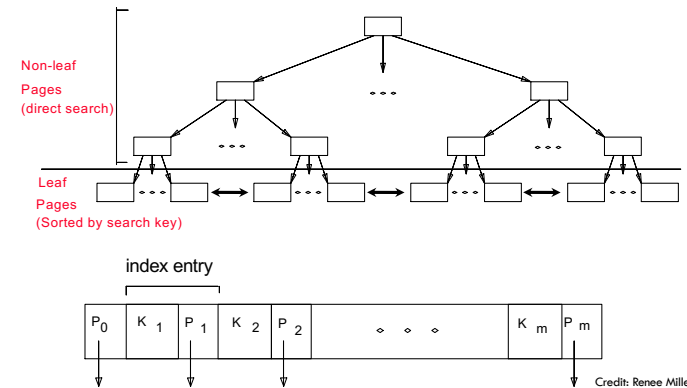 Non-leaf
Pages
(direct search)
Leaf
Pages
(Sorted by search key)
index entry
P0 K 1 P 1 K 2 P 2 K m P m
Credit: Renee Mille